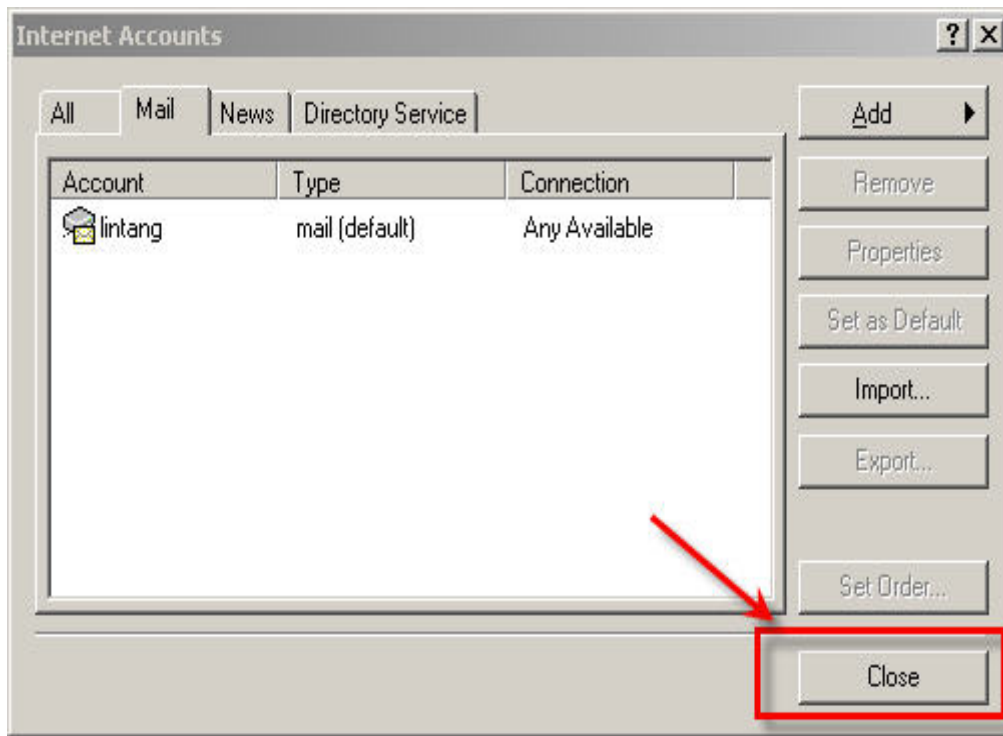 Internet Accounts
All Mail News Directory Service
Account Type Connection
lintang mail (default) Any Available
Add
Remove
Properties
Set as Default
Import...
Export...
Set Order...
Close